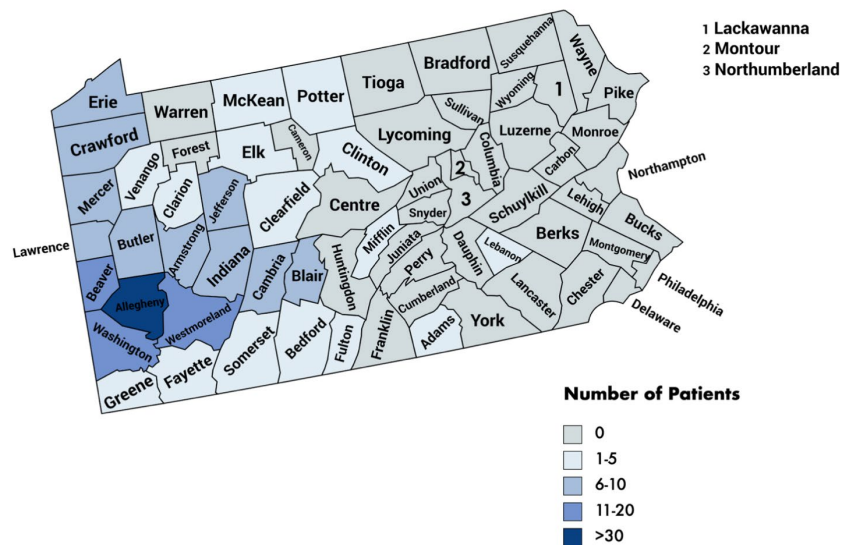 1 Lackawanna
2 Montour
3 Northumberland
Susquehanna
Wayne
Bradford
Tioga
Potter
McKean
Warren
Erie
Wyoming
1
Pike
Sullivan
Crawford
Forest
Elk
Cameron
Lycoming
Luzerne
Monroe
Clinton
Columbia
Carbon
Northampton
Venango
Clarion
Jefferson
Clearfield
Centre
Union
2
3
Mercer
Snyder
Schuylkill
Lehigh
Bucks
Lawrence
Butler
Armstrong
Indiana
Mifflin
Juniata
Berks
Montgomery
Beaver
Cambria
Blair
Huntingdon
Perry
Dauphin
Lebanon
Philadelphia
Allegheny
Westmoreland
Cumberland
Lancaster
Chester
Delaware
Washington
Somerset
Bedford
Fulton
Franklin
Adams
York
Greene
Fayette
Number of Patients
0
1-5
6-10
11-20
>30